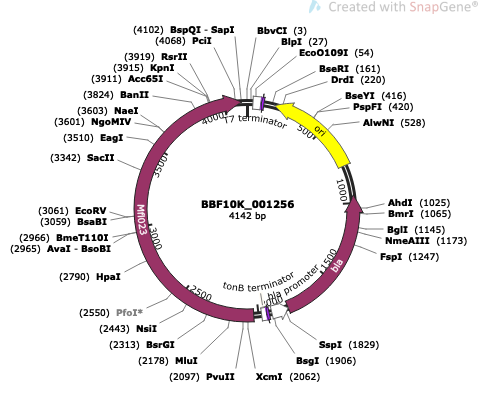 Created with SnapGene®
(4102) BspQI - SapI
(4068) PciI
(3919) RsrII
(3915) KpnI
(3911) Acc65I
(3824) BanII
(3603) NaeI
(3601) NgoMIV
(3510) EagI
(3342) SacII
(3061) EcoRV
(3059) BsaBI
(2966) BmeT110I
(2965) AvaI - BsoBI
(2790) HpaI
(2550) PfoI*
(2443) NsiI
(2313) BsrGI
(2178) MluI
(2097) PvuII
BbvCI (3)
BlpI (27)
EcoO109I (54)
BseRI (161)
DrdI (220)
BseYI (416)
PspFI (420)
AlwNI (528)
AhdI (1025)
BmrI (1065)
BglI (1145)
NmeAIII (1173)
FspI (1247)
SspI (1829)
BsgI (1906)
XcmI (2062)
T7 terminator
ori
bla
bla promoter
tonB terminator
500
1000
1500
2500
3000
3500
4000
BBF10K_001256
4142 bp